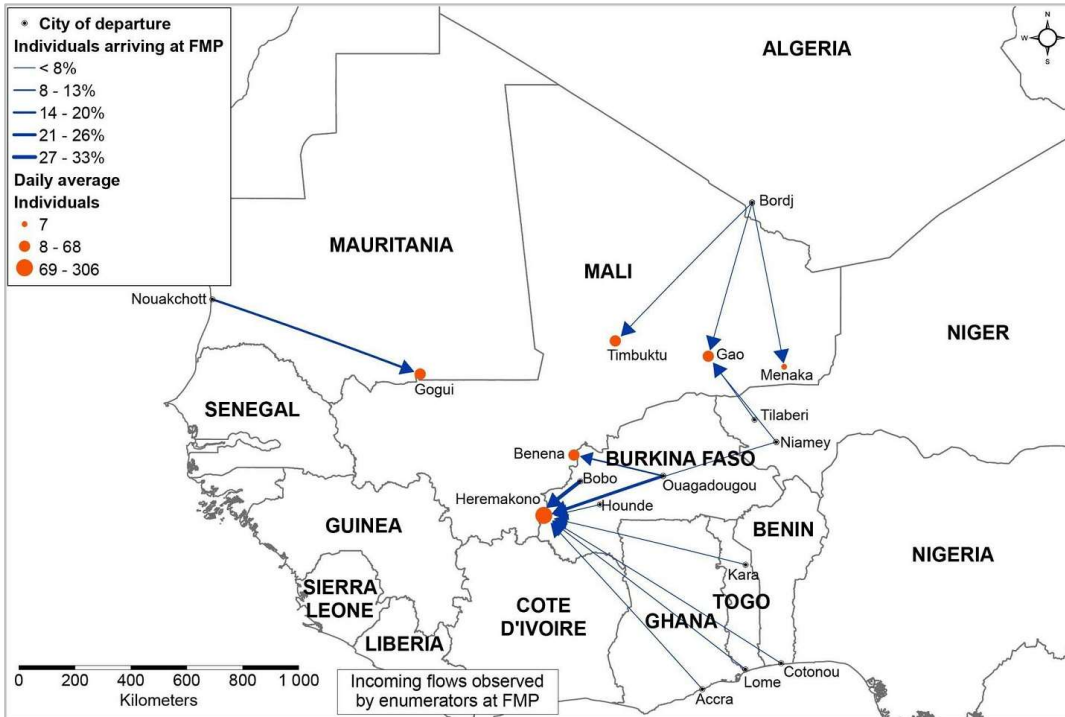 City of departure
Individuals arriving at FMP
< 8%
8 - 13%
14 - 20%
21 - 26%
27 - 33%
Daily average
Individuals
7
8 - 68
69 - 306
N
W
S
ALGERIA
Bordj
MAURITANIA
MALI
Nouakchott
NIGER
Timbuktu
Gao
Menaka
Gogui
SENEGAL
Tilaberi
Niamey
Benena
BURKINA FASO
Bobo
Ouagadougou
Heremakono
Hounde
GUINEA
BENIN
NIGERIA
Kara
SIERRA
LEONE
TOGO
COTE
D'IVOIRE
GHANA
LIBERIA
Cotonou
Lome
Accra
0 200 400 600 800 1 000
Kilometers
Incoming flows observed
by enumerators at FMP